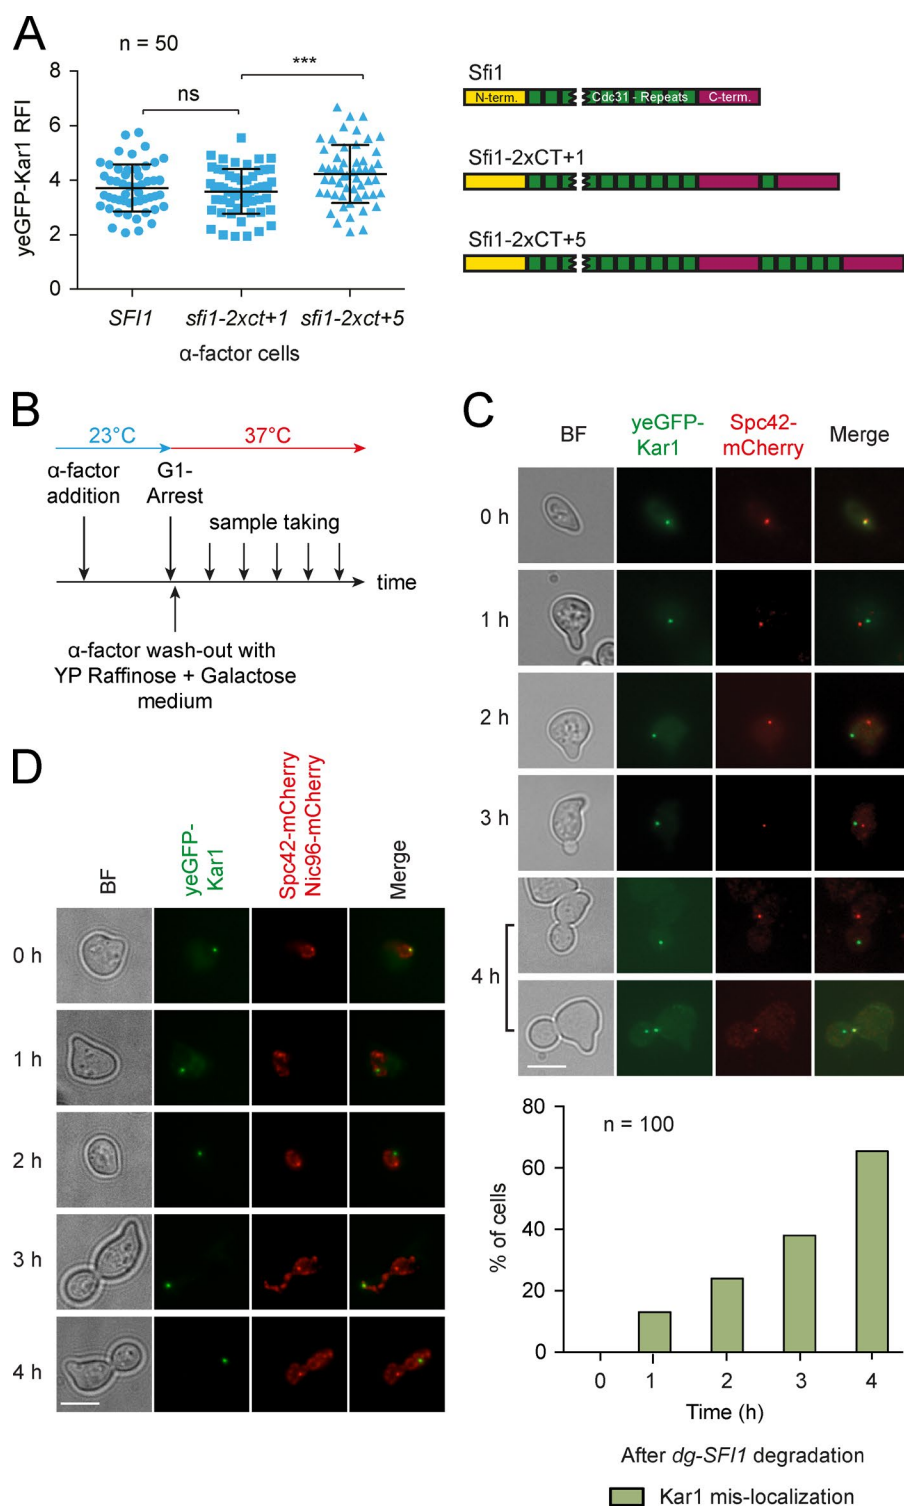 A
n = 50
8
6
4
2
0
yeGFP-Kar1 RFI
ns
***
SFI1
sfi1-2xct+1
sfi1-2xct+5
α-factor cells
Sfi1
N-term.
Cdc31 - Repeats
C-term.
Sfi1-2xCT+1
Sfi1-2xCT+5
B
23°C
37°C
α-factor
addition
G1-
Arrest
sample taking
time
α-factor wash-out with
YP Raffinose + Galactose
medium
C
BF
yeGFP-
Kar1
Spc42-
mCherry
Merge
0 h
1 h
2 h
3 h
4 h
80
60
40
20
0
% of cells
n = 100
0
1
2
3
4
Time (h)
After dg-SFI1 degradation
Kar1 mis-localization
D
BF
yeGFP-
Kar1
Spc42-mCherry
Nic96-mCherry
Merge
0 h
1 h
2 h
3 h
4 h